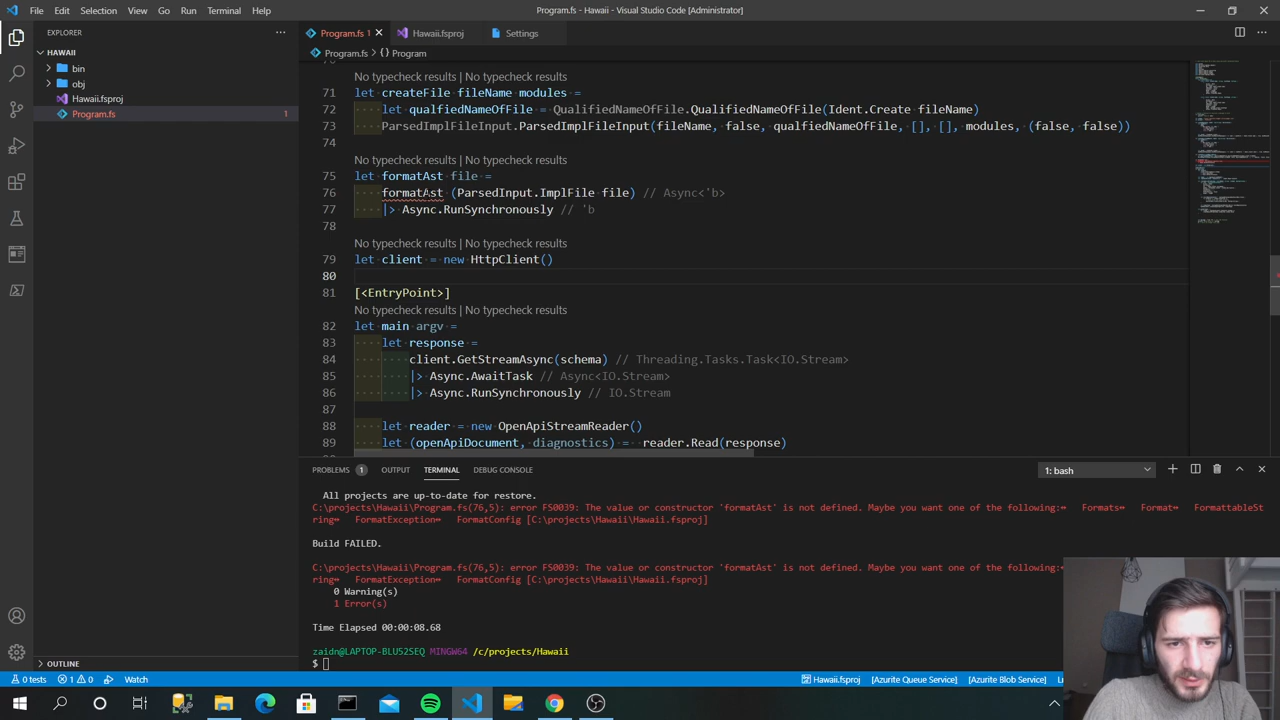 File Edit Selection View Go Run Terminal Help
Program.fs - Hawaii - Visual Studio Code [Administrator]
EXPLORER
HAWAII
bin
obj
Hawaii.fsproj
Program.fs 1
OUTLINE
Program.fs 1
Hawaii.fsproj
Settings
Program.fs > {} Program
No typecheck results | No typecheck results
71 let createFile fileName modules =
72 let qualfiedNameOfFile = QualifiedNameOfFile.QualifiedNameOfFile(Ident.Create fileName)
73 ParsedImplFileInput.ParsedImplFileInput(fileName, false, qualfiedNameOfFile, [], [], modules, (false, false))
74
No typecheck results | No typecheck results
75 let formatAst file =
76 formatAst (ParsedInput.ImplFile file) // Async<'b>
77 |> Async.RunSynchronously // 'b
78
No typecheck results | No typecheck results
79 let client = new HttpClient()
80
81 [<EntryPoint>]
No typecheck results | No typecheck results
82 let main argv =
83 let response =
84 client.GetStreamAsync(schema) // Threading.Tasks.Task<IO.Stream>
85 |> Async.AwaitTask // Async<IO.Stream>
86 |> Async.RunSynchronously // IO.Stream
87
88 let reader = new OpenApiStreamReader()
89 let (openApiDocument, diagnostics) = reader.Read(response)
PROBLEMS 1 OUTPUT TERMINAL DEBUG CONSOLE
1: bash
All projects are up-to-date for restore.
C:\projects\Hawaii\Program.fs(76,5): error FS0039: The value or constructor 'formatAst' is not defined. Maybe you want one of the following:↔ Formats↔ Format↔ FormattableSt
ring↔ FormatException↔ FormatConfig [C:\projects\Hawaii\Hawaii.fsproj]
Build FAILED.
C:\projects\Hawaii\Program.fs(76,5): error FS0039: The value or constructor 'formatAst' is not defined. Maybe you want one of the following:
ring↔ FormatException↔ FormatConfig [C:\projects\Hawaii\Hawaii.fsproj]
0 Warning(s)
1 Error(s)
Time Elapsed 00:00:08.68
zaidn@LAPTOP-BLU52SEQ MINGW64 /c/projects/Hawaii
$
0 tests 1 0 Watch
Hawaii.fsproj [Azurite Queue Service] [Azurite Blob Service]